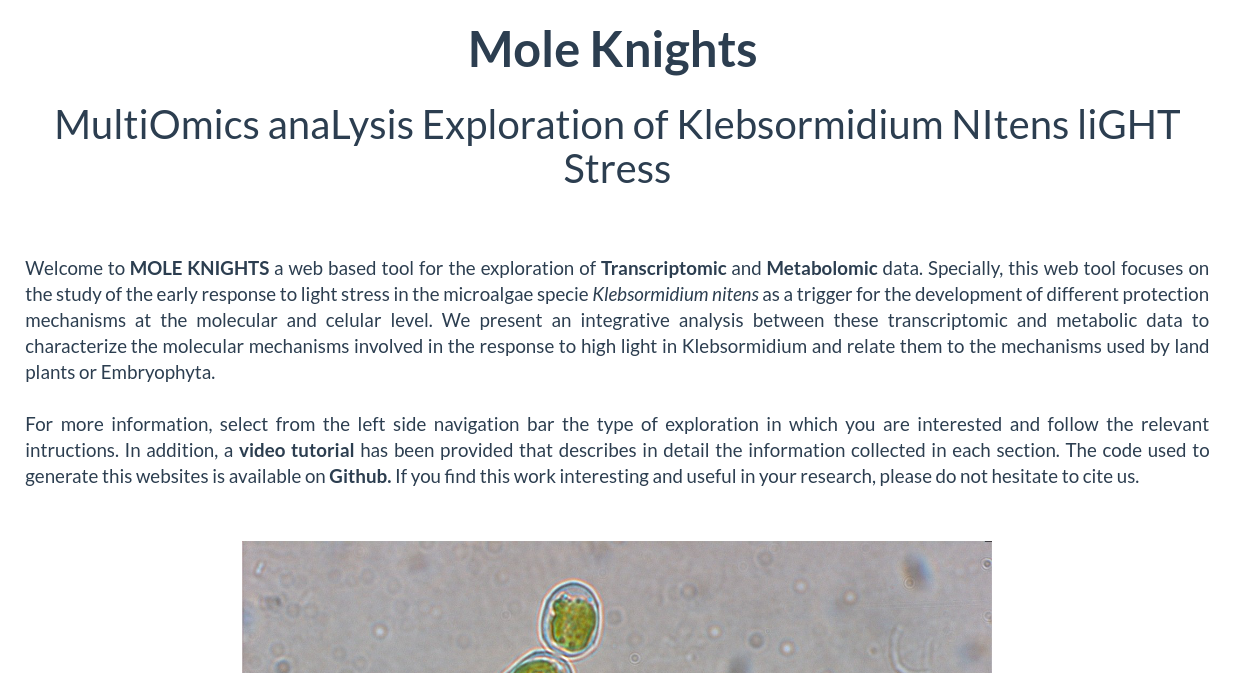 Mole Knights
MultiOmics anaLysis Exploration of Klebsormidium NItens liGHT
Stress
Welcome to MOLE KNIGHTS a web based tool for the exploration of Transcriptomic and Metabolomic data. Specially, this web tool focuses on
the study of the early response to light stress in the microalgae specie Klebsormidium nitens as a trigger for the development of different protection
mechanisms at the molecular and celular level. We present an integrative analysis between these transcriptomic and metabolic data to
characterize the molecular mechanisms involved in the response to high light in Klebsormidium and relate them to the mechanisms used by land
plants or Embryophyta.
For more information, select from the left side navigation bar the type of exploration in which you are interested and follow the relevant
intructions. In addition, a video tutorial has been provided that describes in detail the information collected in each section. The code used to
generate this websites is available on Github. If you find this work interesting and useful in your research, please do not hesitate to cite us.